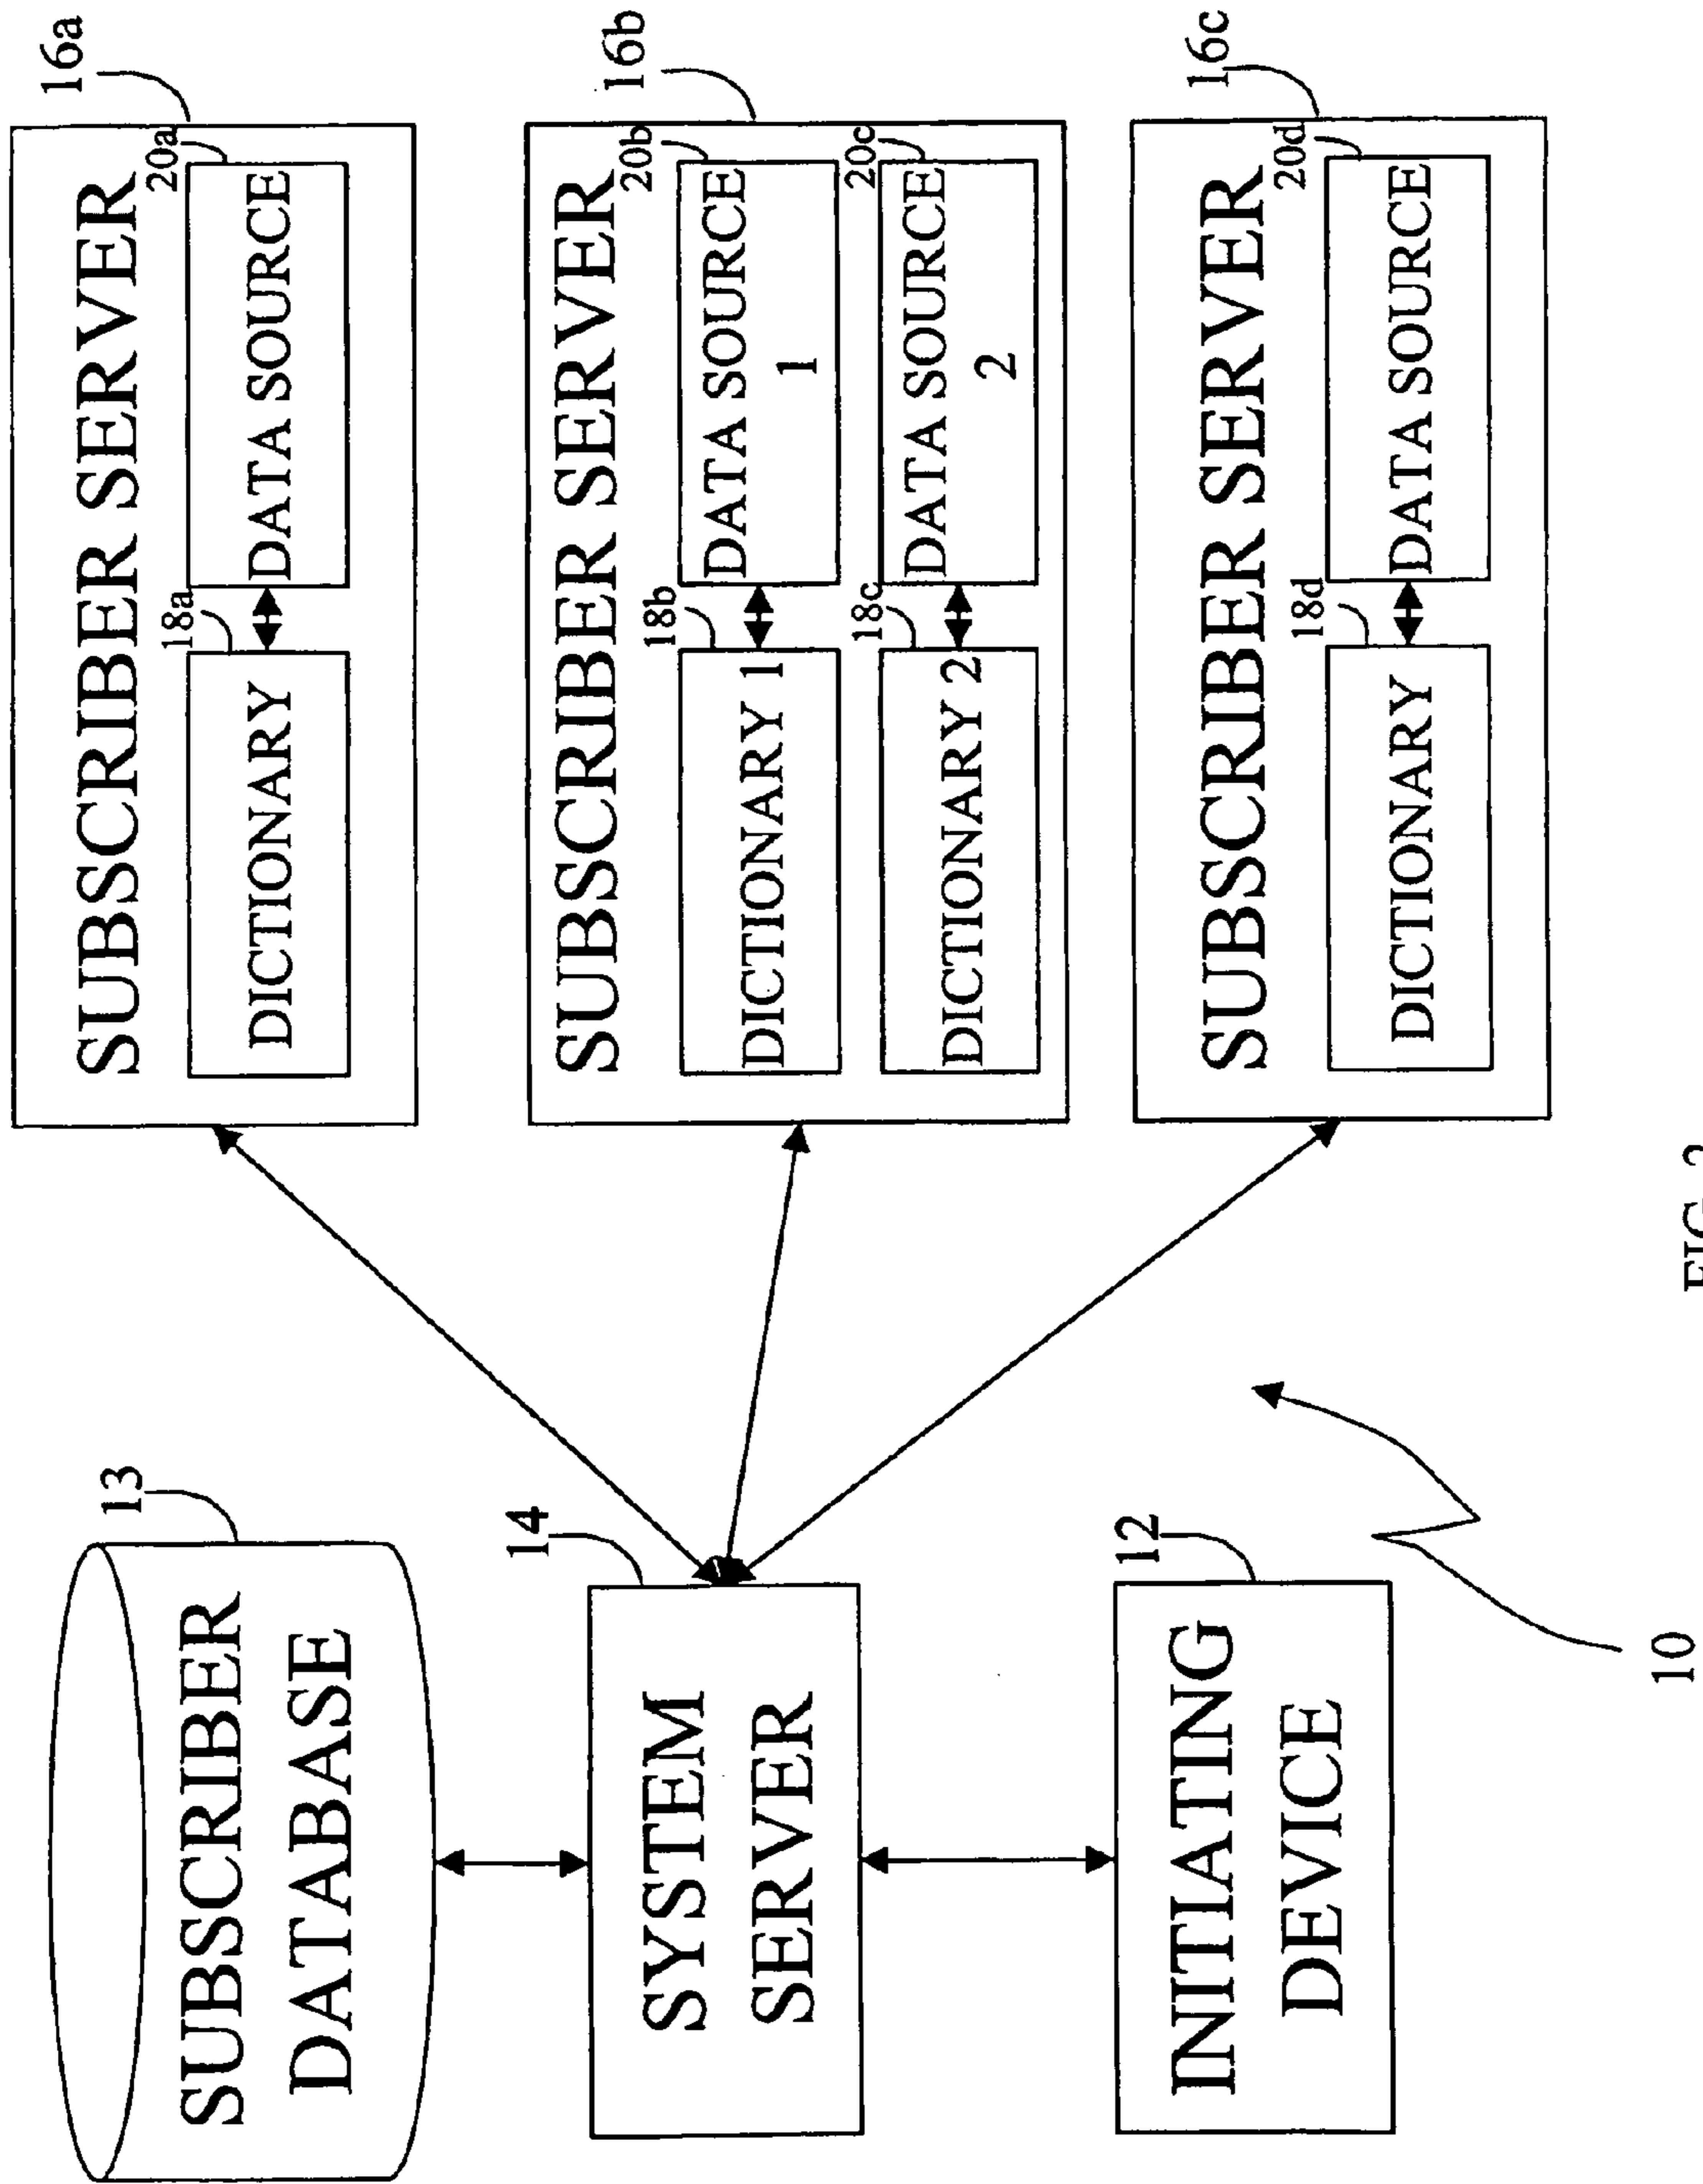 SUBSCRIBER
DATABASE
13
SYSTEM
SERVER
14
INITIATING
DEVICE
12
10
16a
SUBSCRIBER SERVER
18a
20a
DICTIONARY
DATA SOURCE
16b
SUBSCRIBER SERVER
18b
20b
DICTIONARY 1
DATA SOURCE
1
18c
20c
DICTIONARY 2
DATA SOURCE
2
16c
SUBSCRIBER SERVER
18d
20d
DICTIONARY
DATA SOURCE
FIG.